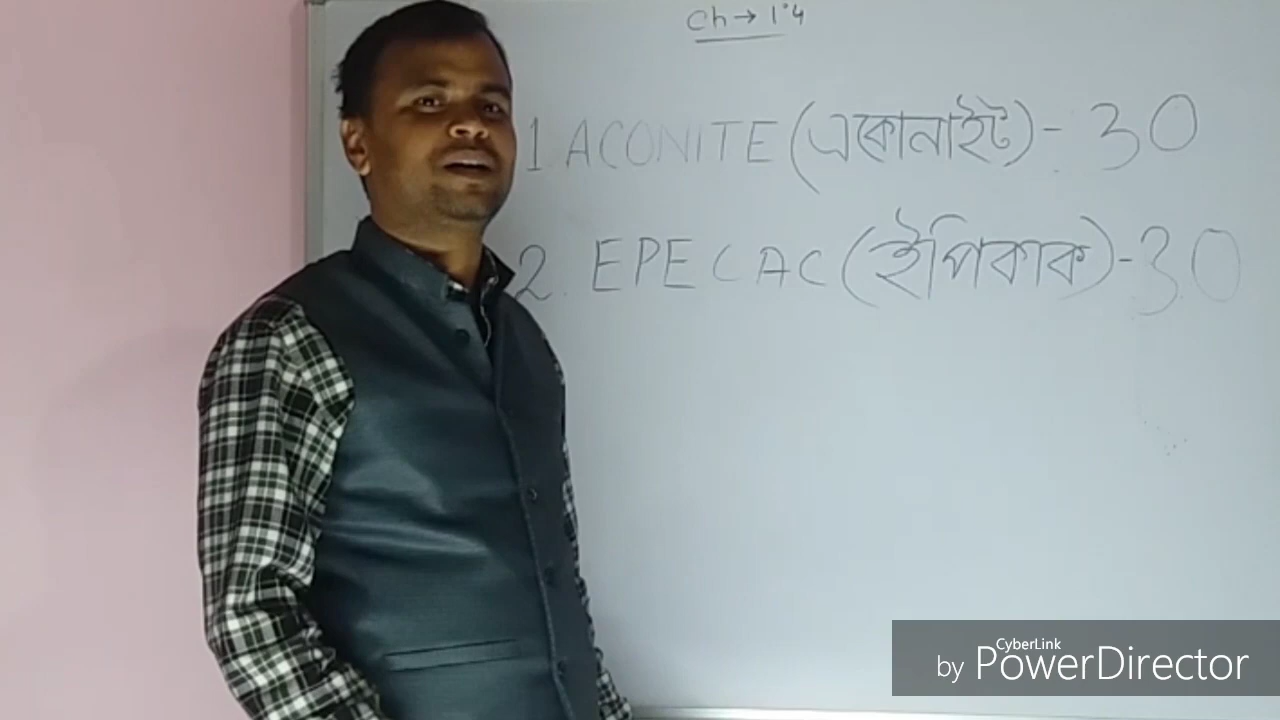 Ch → 1.4
1 ACONITE (একোনাইট) - 30
2. EPECAC (ইপিকাক) - 30
CyberLink
by PowerDirector